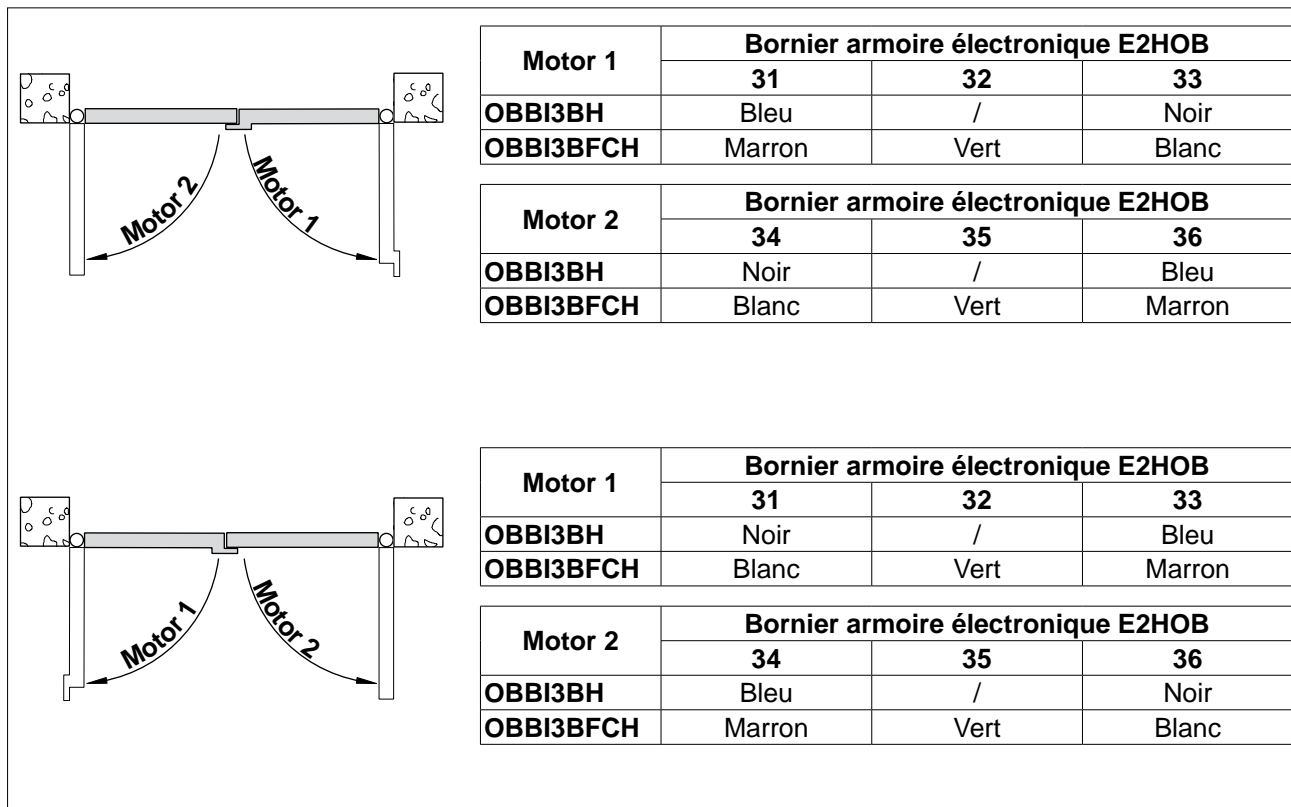 Motor 2
Motor 1
Motor 1 Bornier armoire électronique E2HOB
31 32 33
OBBI3BH Bleu / Noir
OBBI3BFCH Marron Vert Blanc
Motor 2 Bornier armoire électronique E2HOB
34 35 36
OBBI3BH Noir / Bleu
OBBI3BFCH Blanc Vert Marron
Motor 1
Motor 2
Motor 1 Bornier armoire électronique E2HOB
31 32 33
OBBI3BH Noir / Bleu
OBBI3BFCH Blanc Vert Marron
Motor 2 Bornier armoire électronique E2HOB
34 35 36
OBBI3BH Bleu / Noir
OBBI3BFCH Marron Vert Blanc